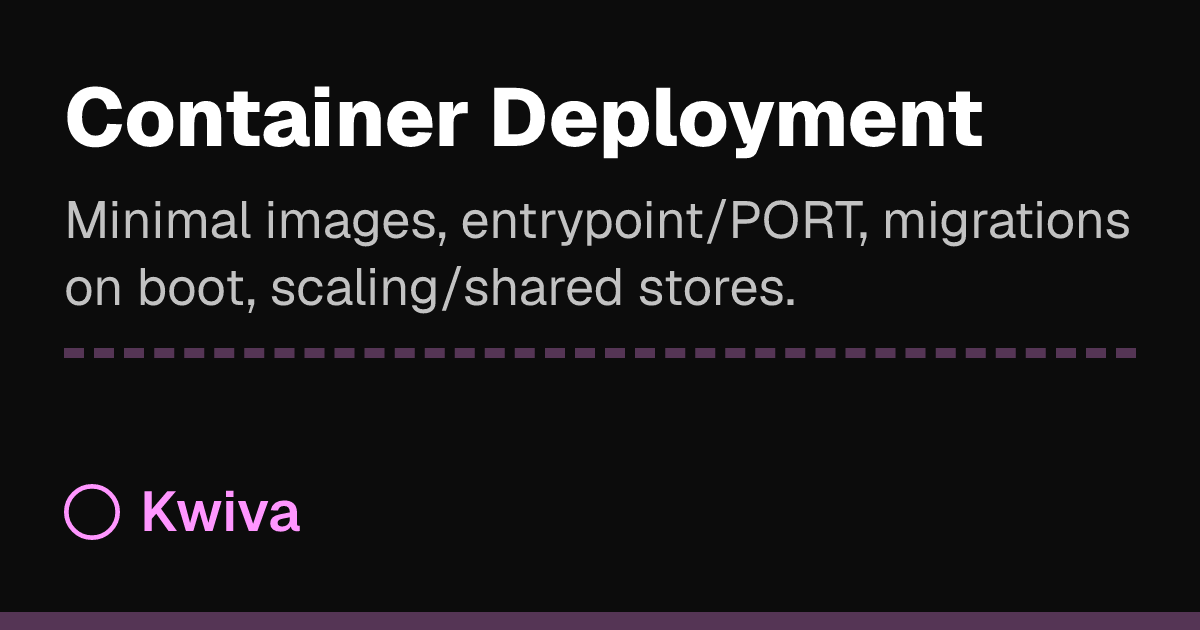 Container Deployment
Minimal images, entrypoint/PORT, migrations
on boot, scaling/shared stores.
Kwiva